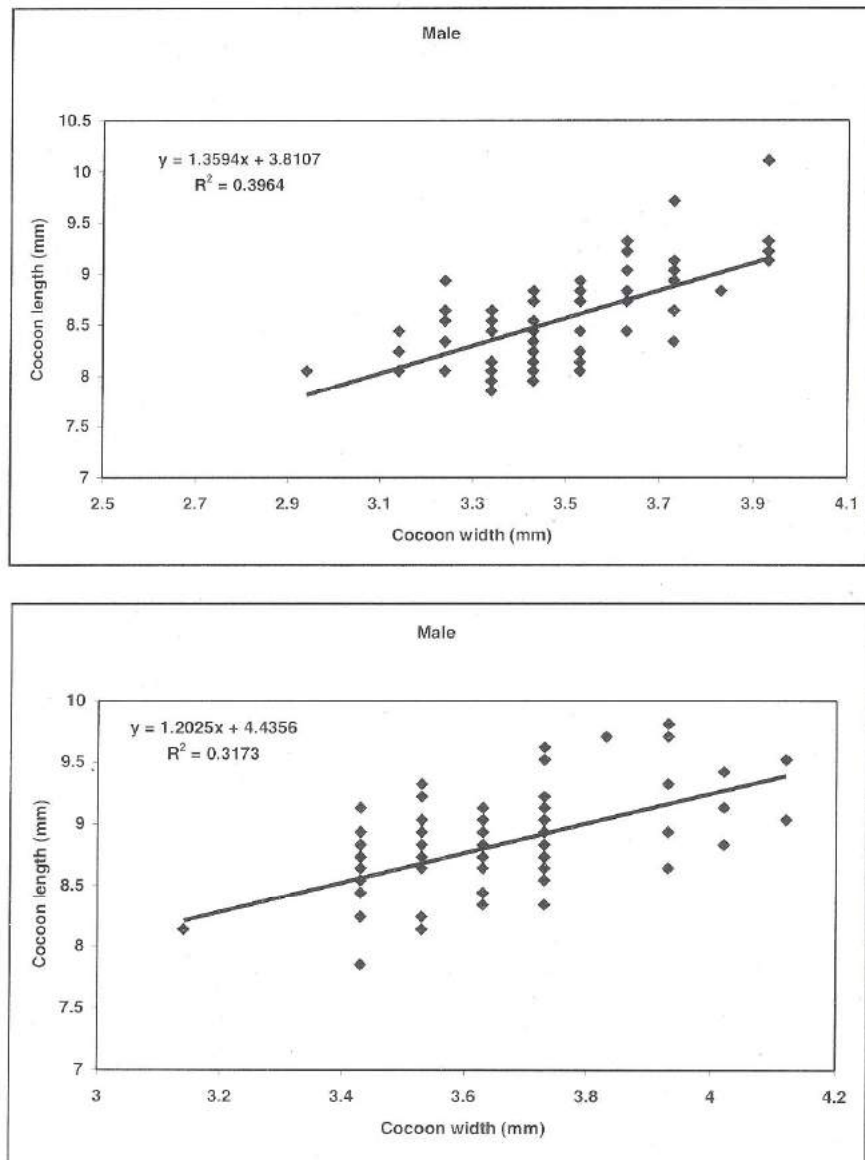 Male
y = 1.3594x + 3.8107
R² = 0.3964
Cocoon length (mm)
10.5
10
9.5
9
8.5
8
7.5
7
2.5 2.7 2.9 3.1 3.3 3.5 3.7 3.9 4.1
Cocoon width (mm)
Male
y = 1.2025x + 4.4356
R² = 0.3173
Cocoon length (mm)
10
9.5
9
8.5
8
7.5
7
3 3.2 3.4 3.6 3.8 4 4.2
Cocoon width (mm)